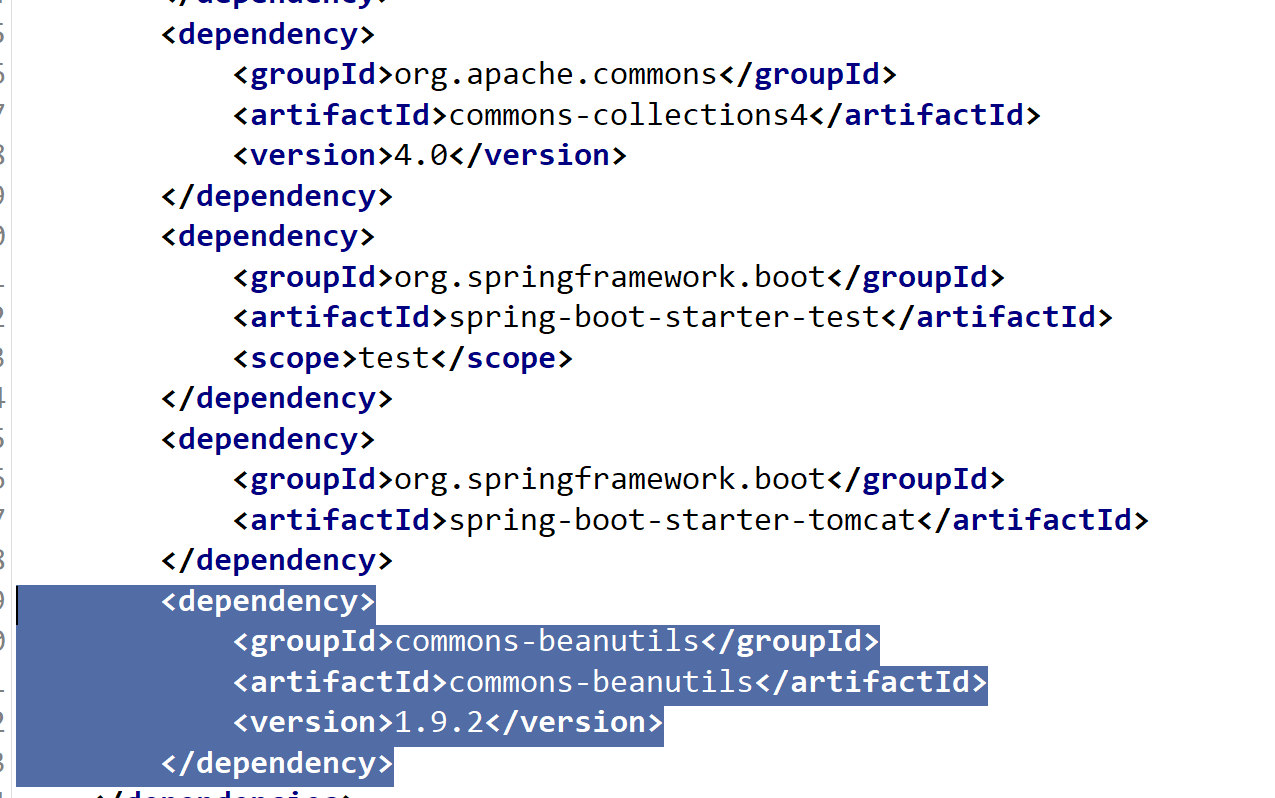 </dependency>
<dependency>
<groupId>org.apache.commons</groupId>
<artifactId>commons-collections4</artifactId>
<version>4.0</version>
</dependency>
<dependency>
<groupId>org.springframework.boot</groupId>
<artifactId>spring-boot-starter-test</artifactId>
<scope>test</scope>
</dependency>
<dependency>
<groupId>org.springframework.boot</groupId>
<artifactId>spring-boot-starter-tomcat</artifactId>
</dependency>
<dependency>
<groupId>commons-beanutils</groupId>
<artifactId>commons-beanutils</artifactId>
<version>1.9.2</version>
</dependency>
</dependencies>